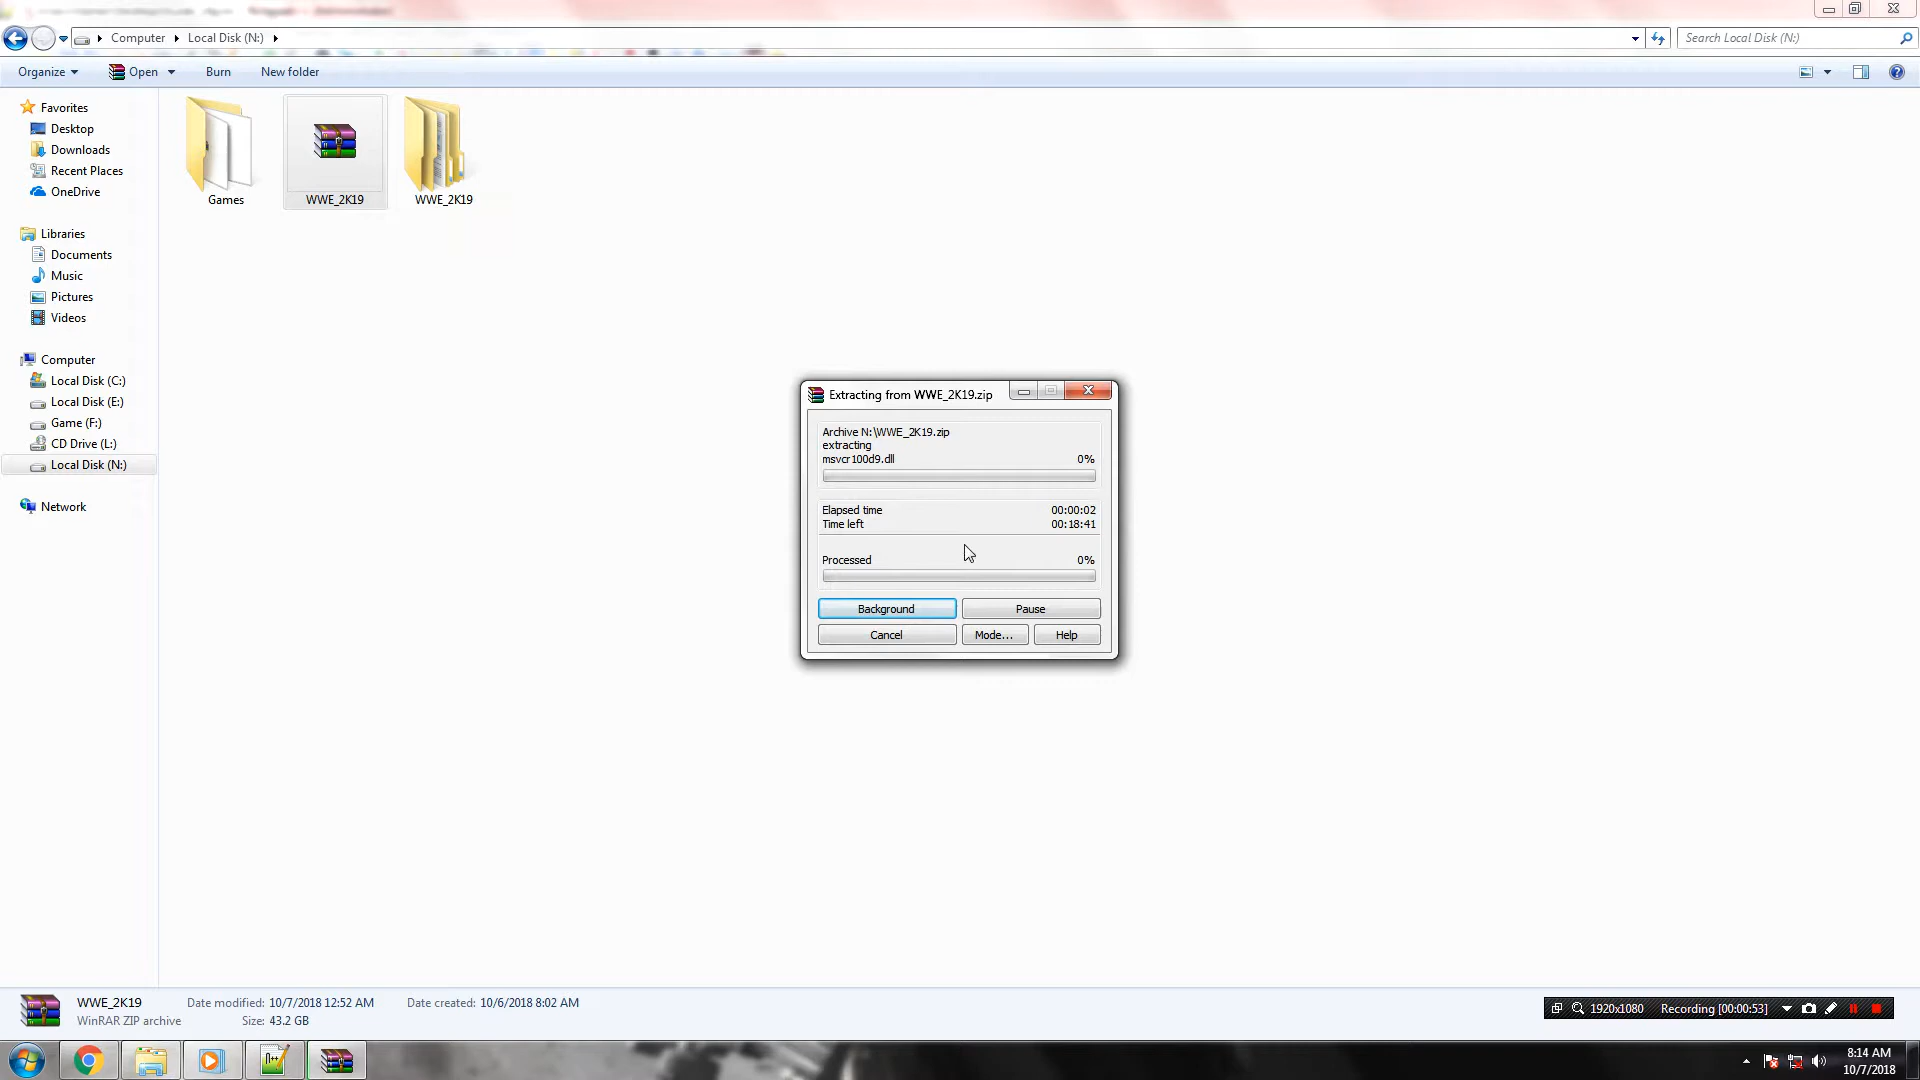 Computer
Local Disk (N:)
Search Local Disk (N:)
Organize
Open
Burn
New folder
Favorites
Desktop
Downloads
Recent Places
OneDrive
Libraries
Documents
Music
Pictures
Videos
Computer
Local Disk (C:)
Local Disk (E:)
Game (F:)
CD Drive (L:)
Local Disk (N:)
Network
Games
WWE_2K19
WWE_2K19
Extracting from WWE_2K19.zip
Archive N:\WWE_2K19.zip
extracting
msvcr100d9.dll 0%
Elapsed time 00:00:02
Time left 00:18:41
Processed 0%
Background
Pause
Cancel
Mode...
Help
WWE_2K19 Date modified: 10/7/2018 12:52 AM Date created: 10/6/2018 8:02 AM
WinRAR ZIP archive Size: 43.2 GB
1920x1080 Recording [00:00:53]
8:14 AM
10/7/2018